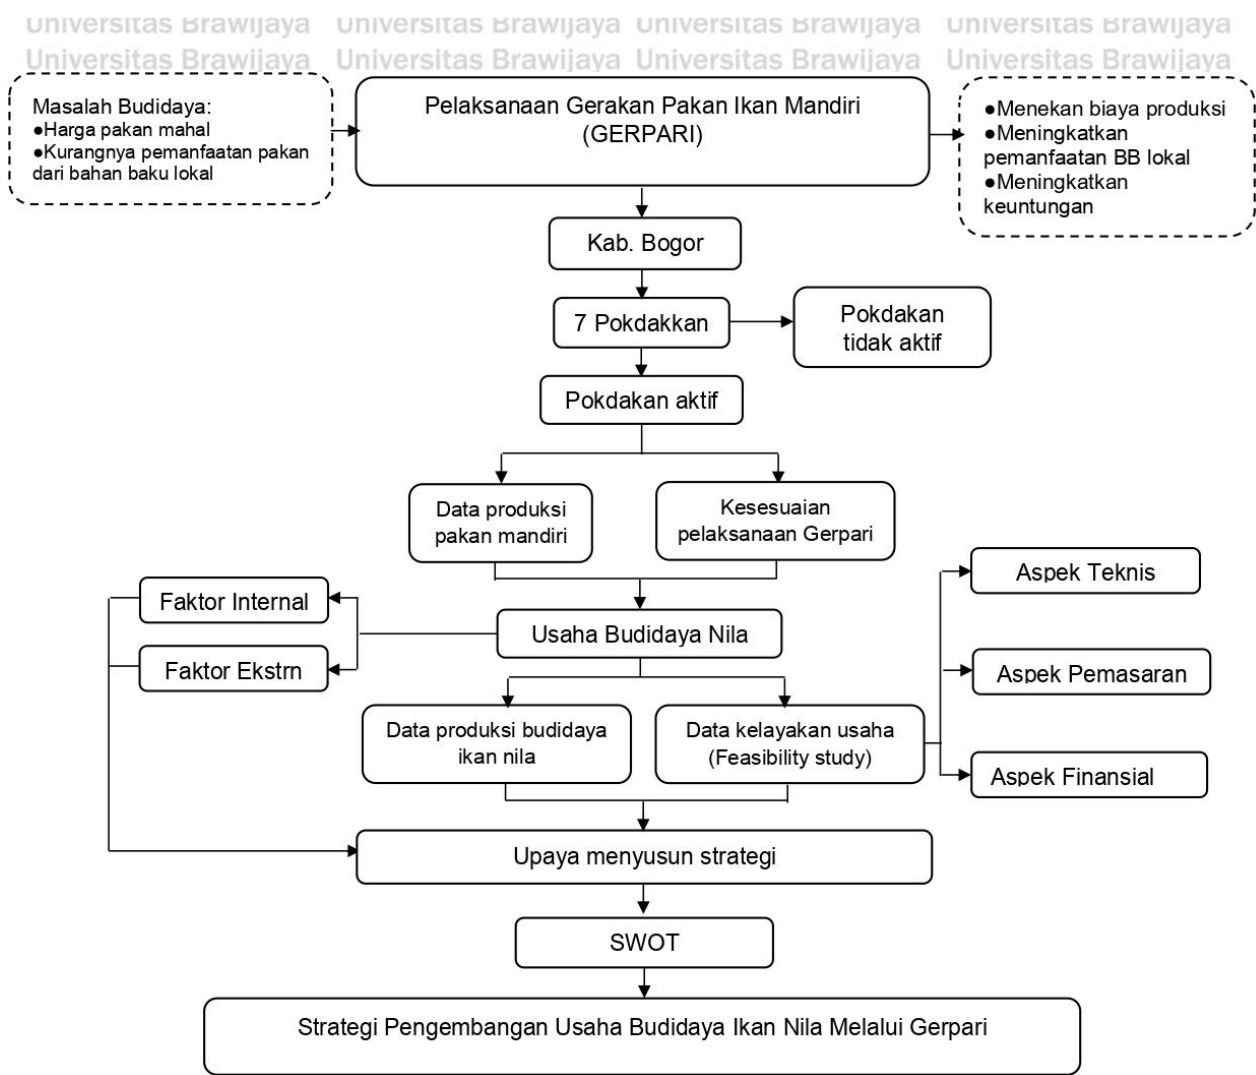 Universitas Brawijaya Universitas Brawijaya Universitas Brawijaya Universitas Brawijaya
Universitas Brawijaya Universitas Brawijaya Universitas Brawijaya Universitas Brawijaya
Masalah Budidaya:
●Harga pakan mahal
●Kurangnya pemanfaatan pakan
dari bahan baku lokal
Pelaksanaan Gerakan Pakan Ikan Mandiri
(GERPARI)
●Menekan biaya produksi
●Meningkatkan
pemanfaatan BB lokal
●Meningkatkan
keuntungan
Kab. Bogor
7 Pokdakkan
Pokdakan
tidak aktif
Pokdakan aktif
Data produksi
pakan mandiri
Kesesuaian
pelaksanaan Gerpari
Faktor Internal
Faktor Ekstrn
Usaha Budidaya Nila
Aspek Teknis
Aspek Pemasaran
Aspek Finansial
Data produksi budidaya
ikan nila
Data kelayakan usaha
(Feasibility study)
Upaya menyusun strategi
SWOT
Strategi Pengembangan Usaha Budidaya Ikan Nila Melalui Gerpari